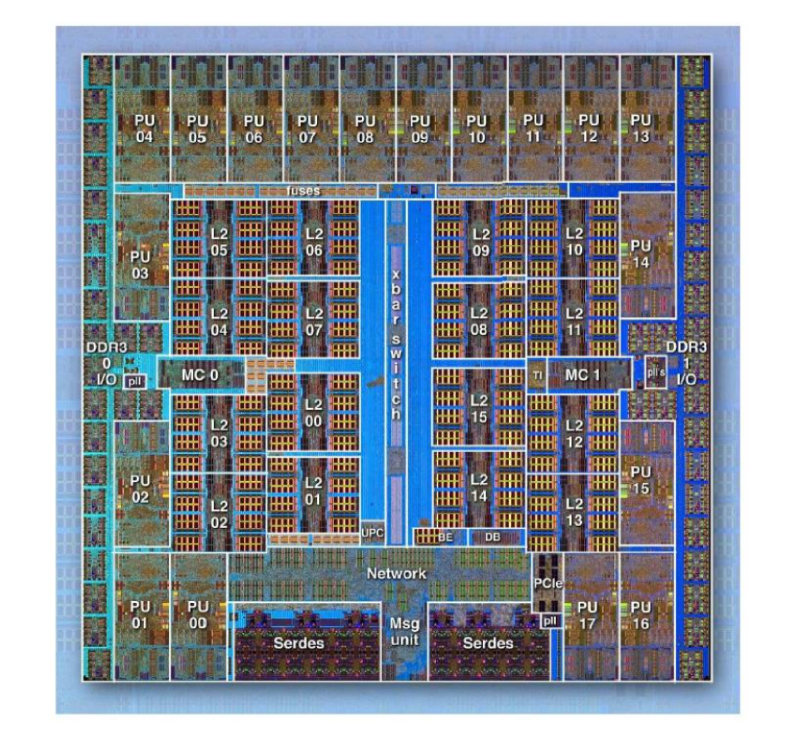 PU 04
PU 05
PU 06
PU 07
PU 08
PU 09
PU 10
PU 11
PU 12
PU 13
fuses
PU 03
L2 05
L2 06
L2 09
L2 10
PU 14
xbar switch
L2 04
L2 07
L2 08
L2 11
DDR3 0 I/O
pll
MC 0
TI
MC 1
pll's
DDR3 1 I/O
L2 03
L2 00
L2 15
L2 12
PU 02
L2 02
L2 01
L2 14
L2 13
PU 15
UPC
BE
DB
Network
PCIe
PU 01
PU 00
Serdes
Msg unit
Serdes
pll
PU 17
PU 16